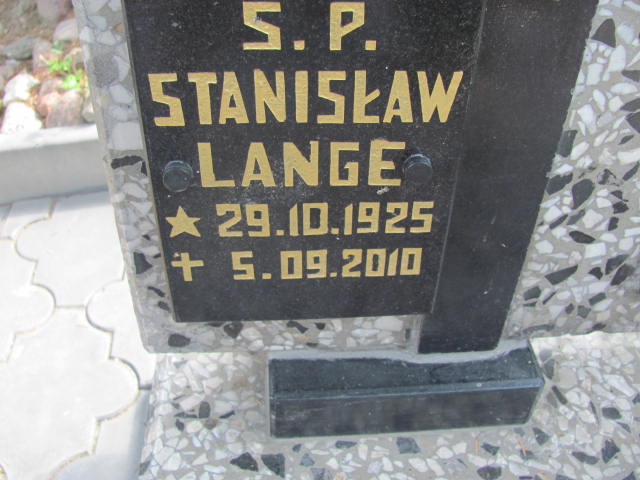 S. P.
STANISŁAW
LANGE
★ 29.10.1925
✝ 5.09.2010